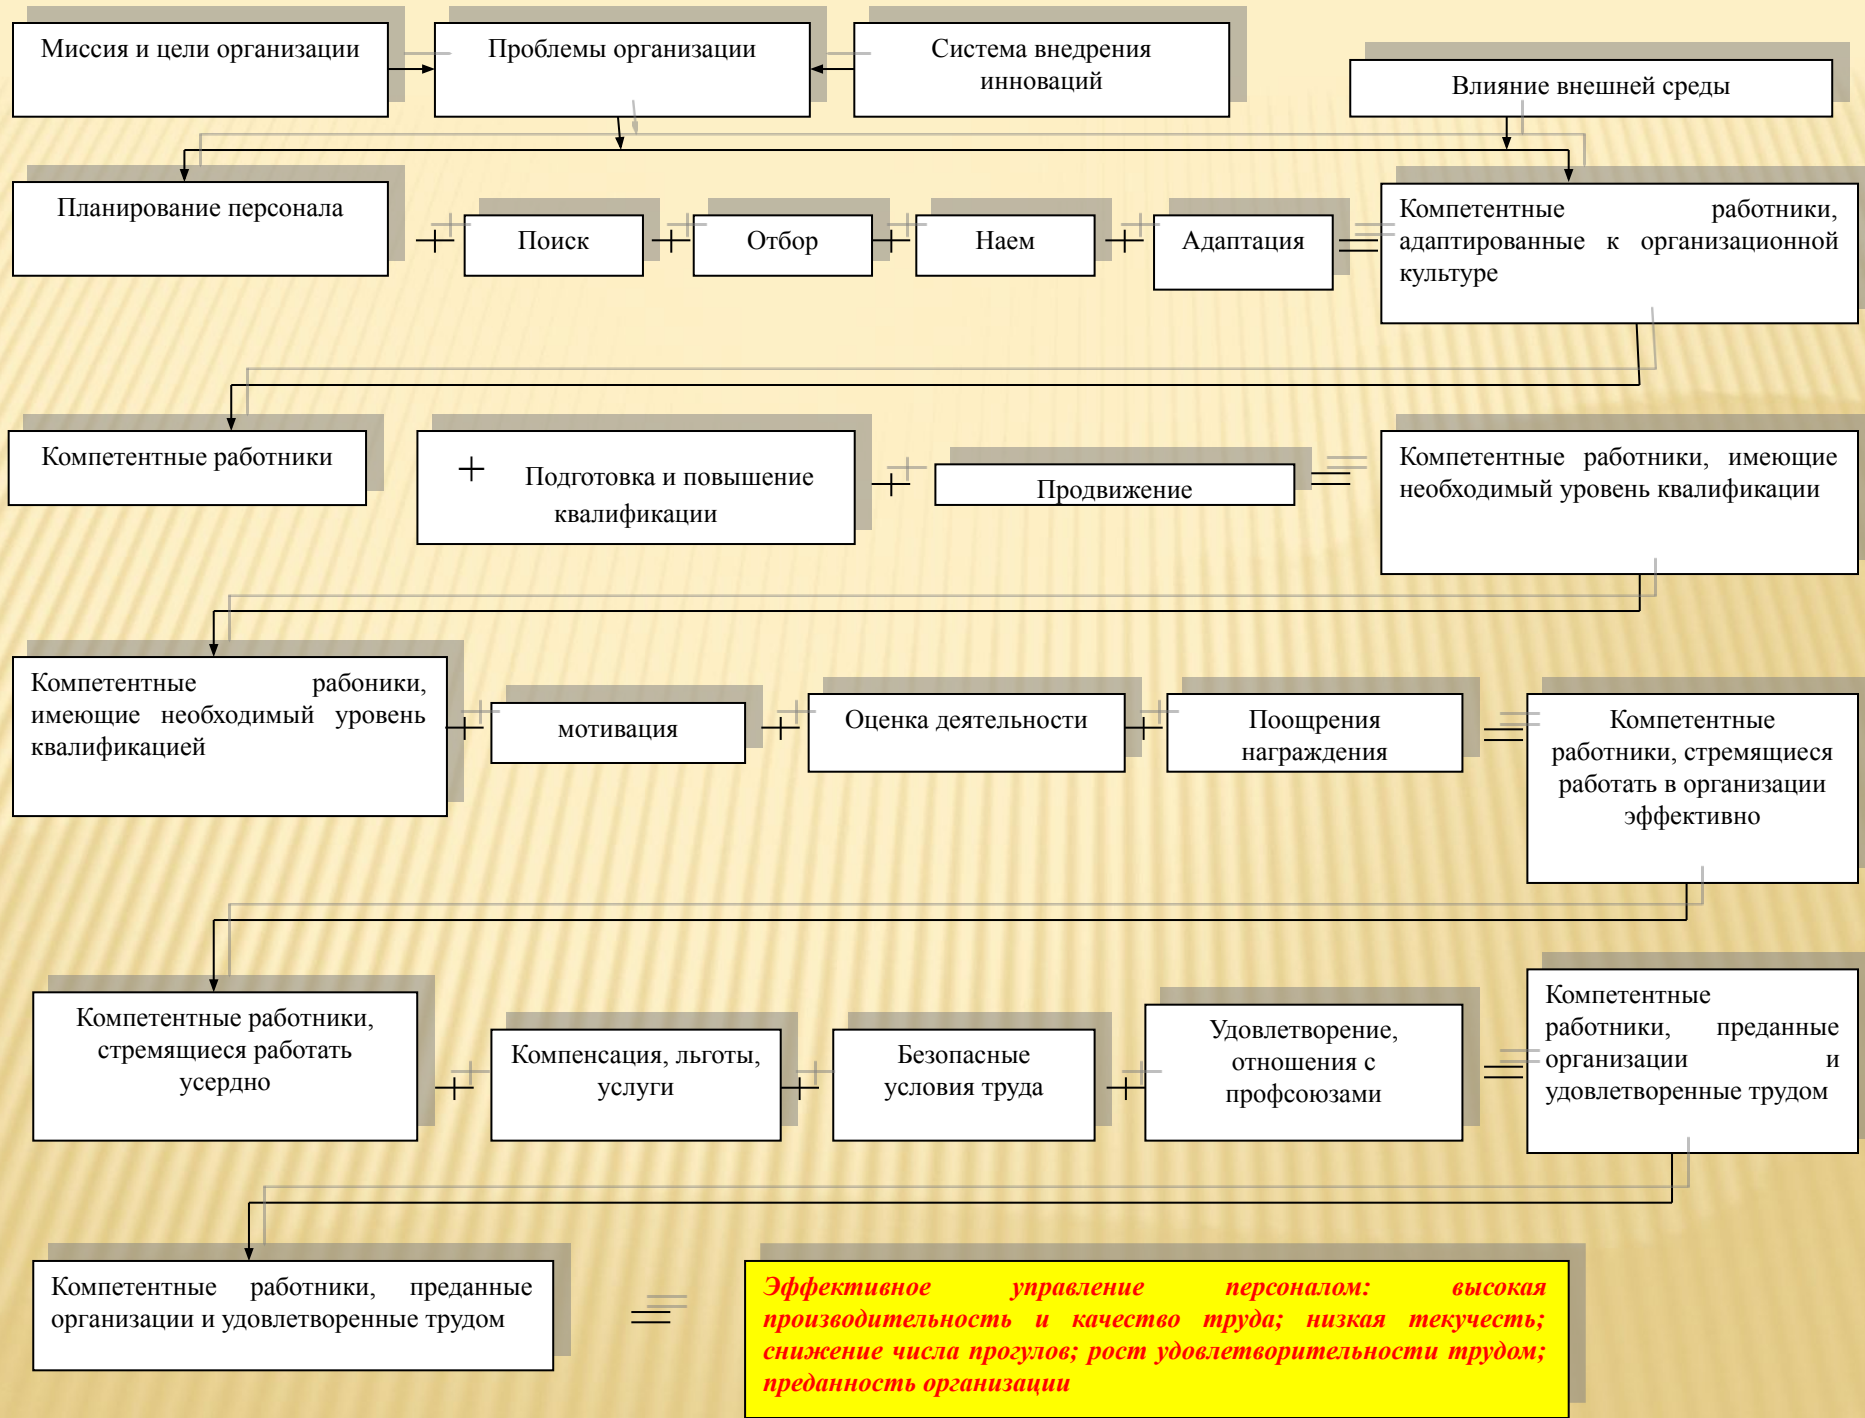 Миссия и цели организации
Проблемы организации
Система внедрения
инноваций
Влияние внешней среды
Планирование персонала
+
Поиск
+
Отбор
+
Наем
+
Адаптация
=
Компетентные работники,
адаптированные к организационной
культуре
Компетентные работники
+ Подготовка и повышение
квалификации
+
Продвижение
=
Компетентные работники, имеющие
необходимый уровень квалификации
Компетентные рабоники,
имеющие необходимый уровень
квалификацией
+
мотивация
+
Оценка деятельности
+
Поощрения
награждения
=
Компетентные
работники, стремящиеся
работать в организации
эффективно
Компетентные работники,
стремящиеся работать
усердно
+
Компенсация, льготы,
услуги
+
Безопасные
условия труда
+
Удовлетворение,
отношения с
профсоюзами
=
Компетентные
работники, преданные
организации и
удовлетворенные трудом
Компетентные работники, преданные
организации и удовлетворенные трудом
=
Эффективное управление персоналом: высокая
производительность и качество труда; низкая текучесть;
снижение числа прогулов; рост удовлетворительности трудом;
преданность организации